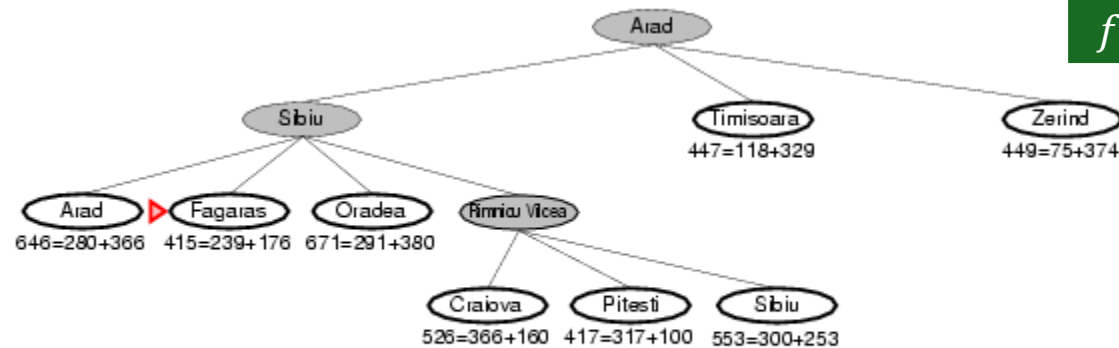 Arad
f
Sibiu
Timisoara
Zerind
447=118+329
449=75+374
Arad
Fagaras
Oradea
Rimnicu Vilcea
646=280+366
415=239+176
671=291+380
Craiova
Pitesti
Sibiu
526=366+160
417=317+100
553=300+253